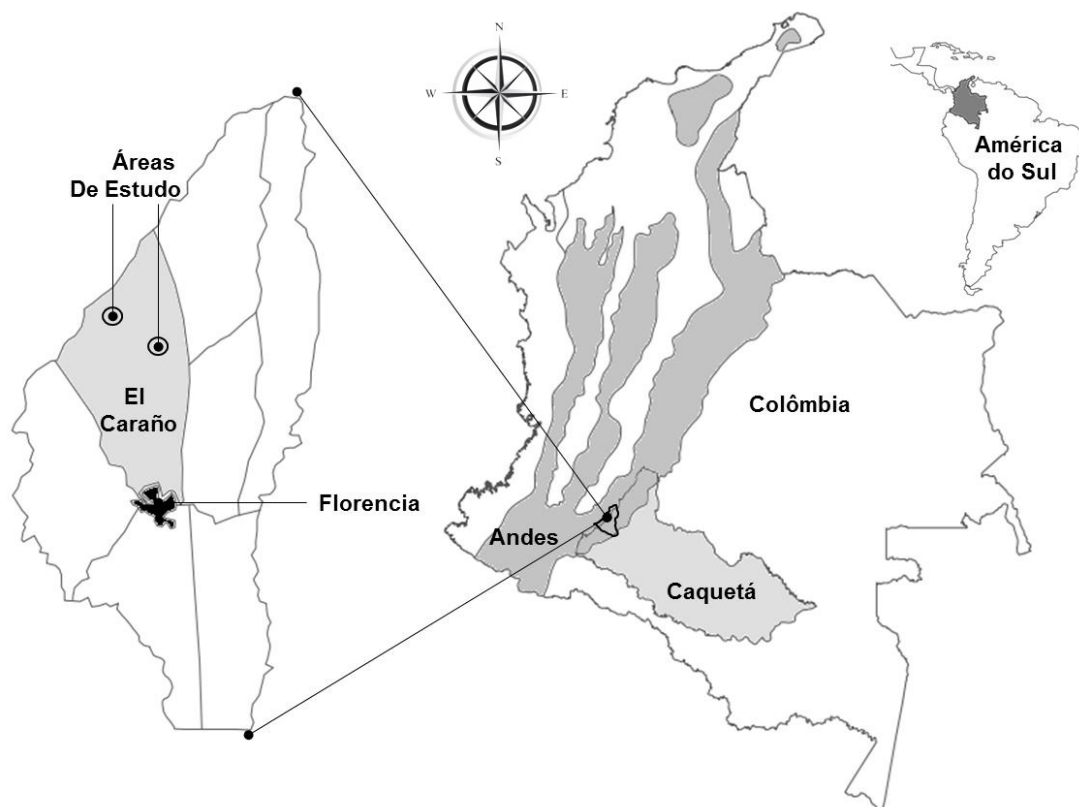 N
W
E
S
América
do Sul
Áreas
De Estudo
El
Caraño
Colômbia
Florencia
Andes
Caquetá